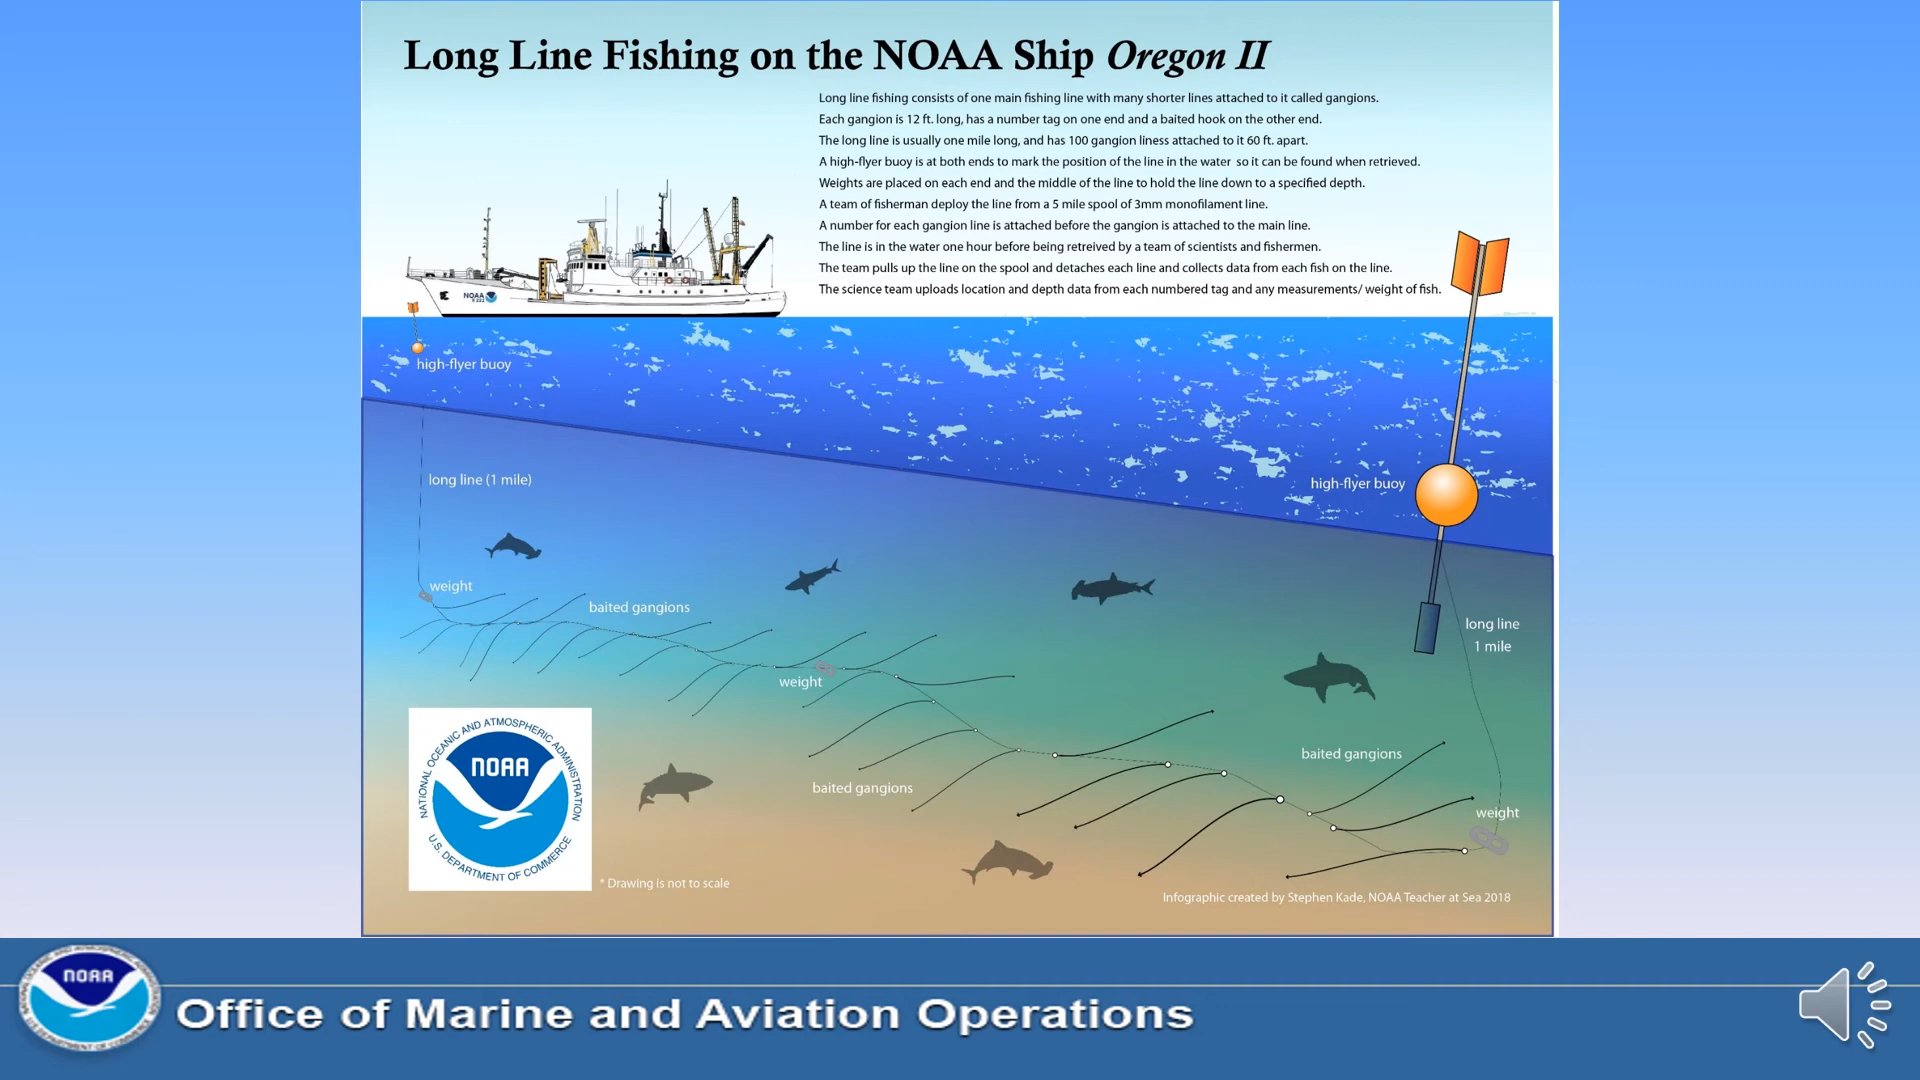 Long Line Fishing on the NOAA Ship Oregon II
Long line fishing consists of one main fishing line with many shorter lines attached to it called gangions.
Each gangion is 12 ft. long, has a number tag on one end and a baited hook on the other end.
The long line is usually one mile long, and has 100 gangion liness attached to it 60 ft. apart.
A high-flyer buoy is at both ends to mark the position of the line in the water so it can be found when retrieved.
Weights are placed on each end and the middle of the line to hold the line down to a specified depth.
A team of fisherman deploy the line from a 5 mile spool of 3mm monofilament line.
A number for each gangion line is attached before the gangion is attached to the main line.
The line is in the water one hour before being retreived by a team of scientists and fishermen.
The team pulls up the line on the spool and detaches each line and collects data from each fish on the line.
The science team uploads location and depth data from each numbered tag and any measurements/ weight of fish.
NOAA
high-flyer buoy
high-flyer buoy
long line (1 mile)
weight
baited gangions
long line
1 mile
weight
baited gangions
baited gangions
weight
NATIONAL OCEANIC AND ATMOSPHERIC ADMINISTRATION
NOAA
U.S. DEPARTMENT OF COMMERCE
* Drawing is not to scale
Infographic created by Stephen Kade, NOAA Teacher at Sea 2018
NOAA
Office of Marine and Aviation Operations